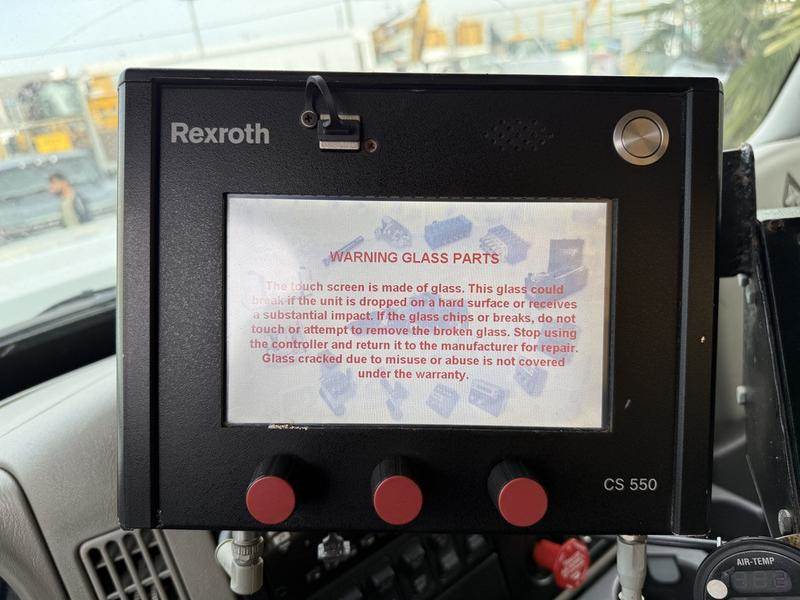 Rexroth
WARNING GLASS PARTS
The touch screen is made of glass. This glass could
break if the unit is dropped on a hard surface or receives
a substantial impact. If the glass chips or breaks, do not
touch or attempt to remove the broken glass. Stop using
the controller and return it to the manufacturer for repair.
Glass cracked due to misuse or abuse is not covered
under the warranty.
CS 550
AIR-TEMP